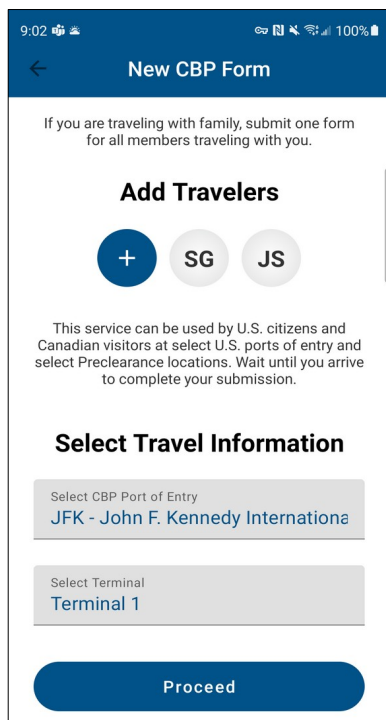 9:02 100%
New CBP Form
If you are traveling with family, submit one form
for all members traveling with you.
Add Travelers
+ SG JS
This service can be used by U.S. citizens and
Canadian visitors at select U.S. ports of entry and
select Preclearance locations. Wait until you arrive
to complete your submission.
Select Travel Information
Select CBP Port of Entry
JFK - John F. Kennedy Internationa
Select Terminal
Terminal 1
Proceed